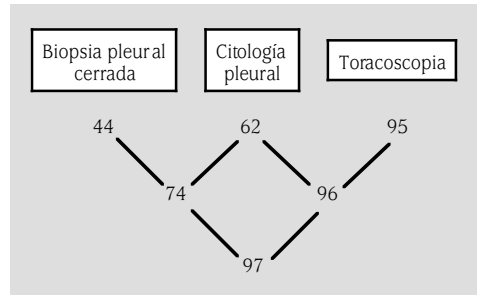 Biopsia pleural
cerrada
Citología
pleural
Toracoscopia
44
62
95
74
96
97